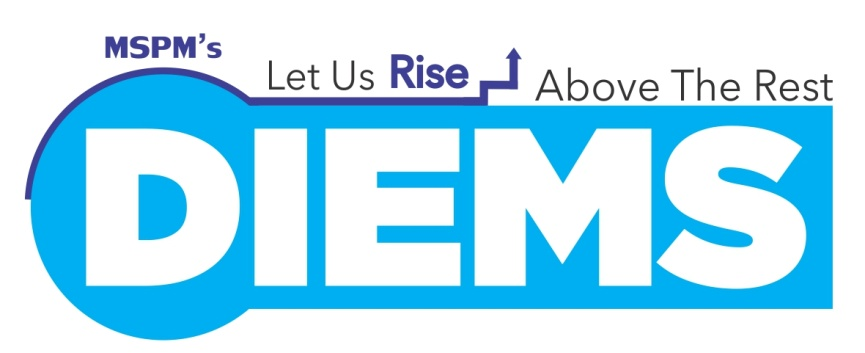 MSPM's
Let Us Rise Above The Rest
DIEMS